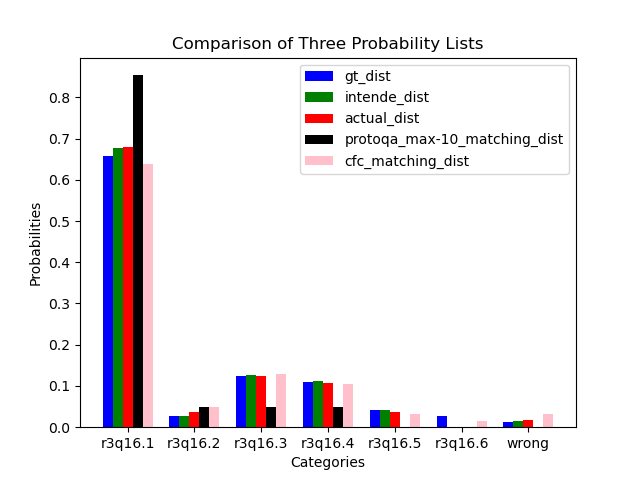 Comparison of Three Probability Lists
gt_dist
intende_dist
actual_dist
protoqa_max-10_matching_dist
cfc_matching_dist
Probabilities
0.8
0.7
0.6
0.5
0.4
0.3
0.2
0.1
0.0
r3q16.1 r3q16.2 r3q16.3 r3q16.4 r3q16.5 r3q16.6 wrong
Categories